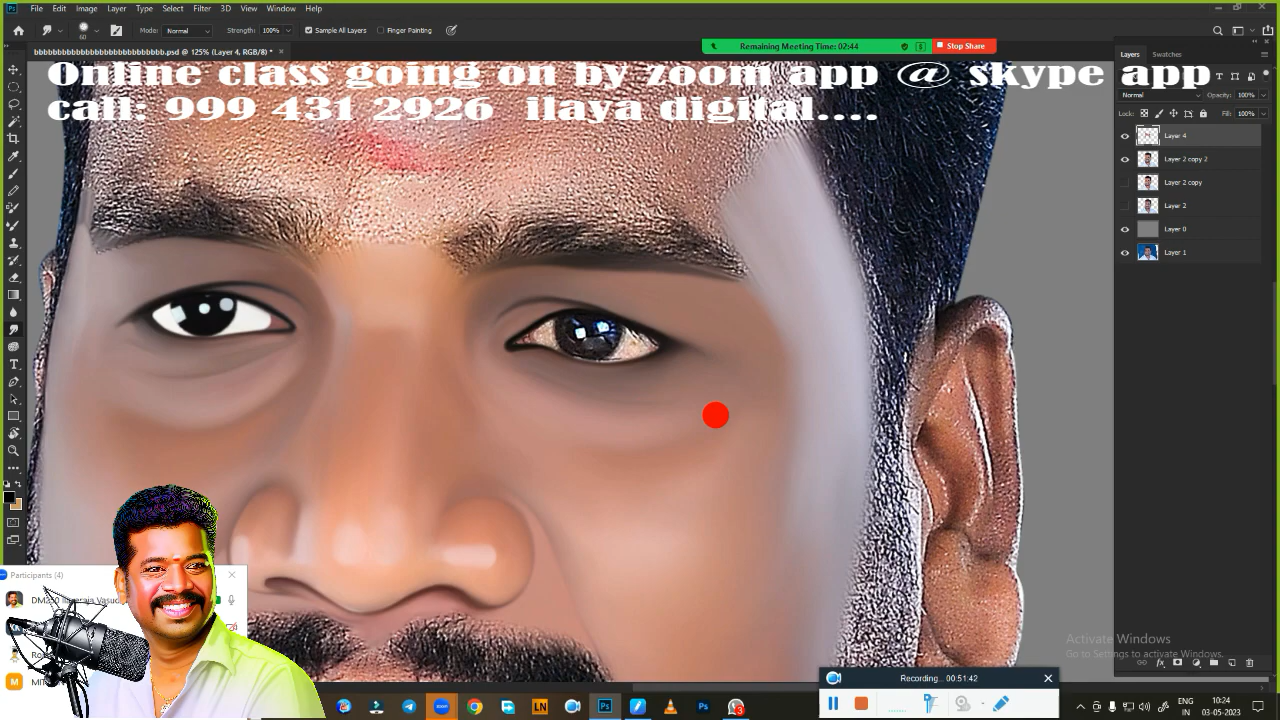 File Edit Image Layer Type Select Filter 3D View Window Help
60 Mode: Normal Strength: 100% Sample All Layers Finger Painting
bbbbbbbbbbbbbbbbbbbbbbbbbbbb.psd @ 125% (Layer 4, RGB/8) *
Remaining Meeting Time: 02:44 Stop Share
Layers Swatches
Online class going on by zoom app @ skype app
call: 999 431 2926 ilaya digital....
Normal Opacity: 100%
Lock: Fill: 100%
Layer 4
Layer 2 copy 2
Layer 2 copy
Layer 2
Layer 0
Layer 1
Participants (4)
Activate Windows
Go to Settings to activate Windows.
Recording... 00:51:42
ENG
IN
10:24
03-05-2023